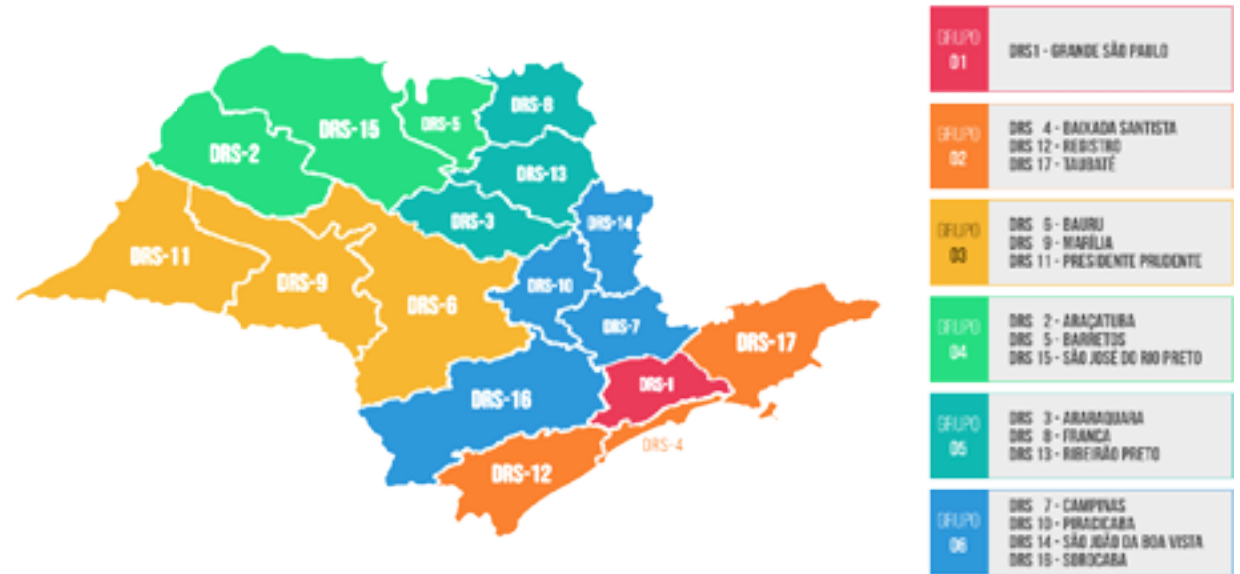 DRS-8
DRS-15
DRS-5
DRS-2
DRS-13
DRS-3
DRS-14
DRS-11
DRS-9
DRS-10
DRS-6
DRS-7
DRS-17
DRS-1
DRS-16
DRS-4
DRS-12
GRUPO
01
DRS1 - GRANDE SÃO PAULO
GRUPO
02
DRS 4 - BAIXADA SANTISTA
DRS 12 - REGISTRO
DRS 17 - TAUBATÉ
GRUPO
03
DRS 6 - BAURU
DRS 9 - MARÍLIA
DRS 11 - PRESIDENTE PRUDENTE
GRUPO
04
DRS 2 - ARAÇATUBA
DRS 5 - BARRETOS
DRS 15 - SÃO JOSÉ DO RIO PRETO
GRUPO
05
DRS 3 - ARARAQUARA
DRS 8 - FRANCA
DRS 13 - RIBEIRÃO PRETO
GRUPO
06
DRS 7 - CAMPINAS
DRS 10 - PIRACICABA
DRS 14 - SÃO JOÃO DA BOA VISTA
DRS 16 - SOROCABA